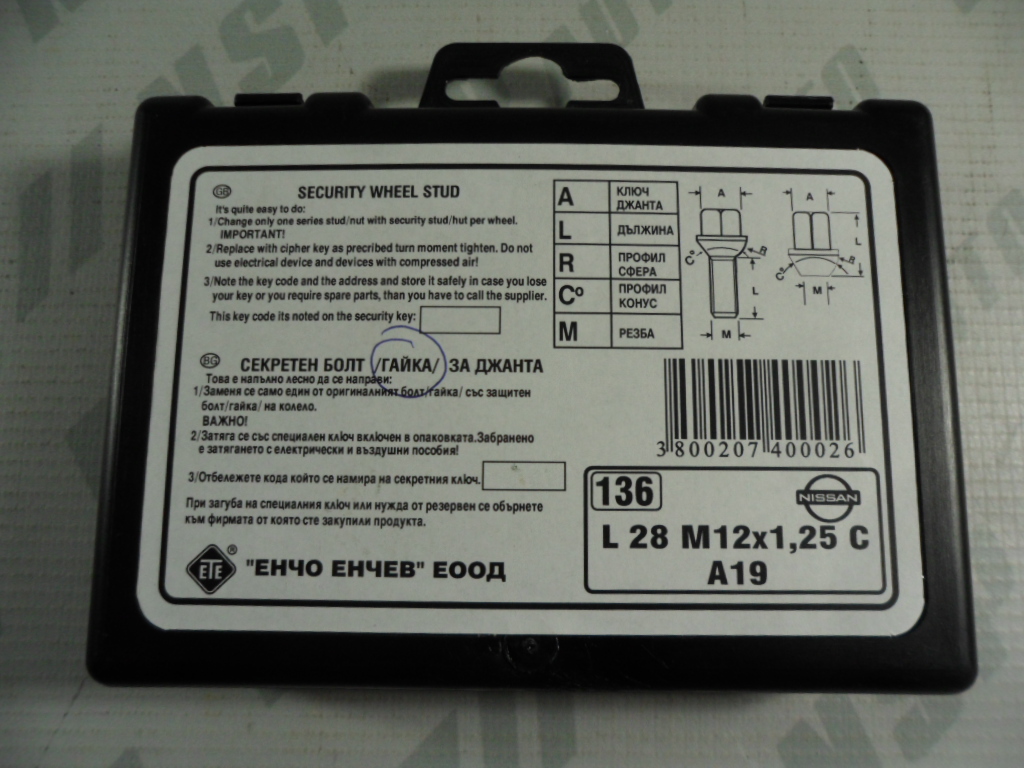 GB SECURITY WHEEL STUD
It's quite easy to do:
1/Change only one series stud/nut with security stud/hut per wheel.
IMPORTANT!
2/Replace with cipher key as precribed turn moment tighten. Do not
use electrical device and devices with compressed air!
3/Note the key code and the address and store it safely in case you lose
your key or you require spare parts, than you have to call the supplier.
This key code its noted on the security key:
BG СЕКРЕТЕН БОЛТ /ГАЙКА/ ЗА ДЖАНТА
Това е напълно лесно да се направи:
1/Заменя се само един от оригиналният болт/гайка/ със защитен
болт/гайка/ на колело.
ВАЖНО!
2/Затяга се със специален ключ включен в опаковката.Забранено
е затягането с електрически и въздушни пособия!
3/Отбележете кода който се намира на секретния ключ.
При загуба на специалния ключ или нужда от резервен се обърнете
към фирмата от която сте закупили продукта.
ETE ® "ЕНЧО ЕНЧЕВ" ЕООД
A КЛЮЧ
ДЖАНТА
L ДЪЛЖИНА
R ПРОФИЛ
СФЕРА
Cº ПРОФИЛ
КОНУС
M РЕЗБА
A
Cº
R
L
M
A
L
R
Cº
M
3 800207 400026
136
NISSAN
L 28 M12x1,25 C
A19